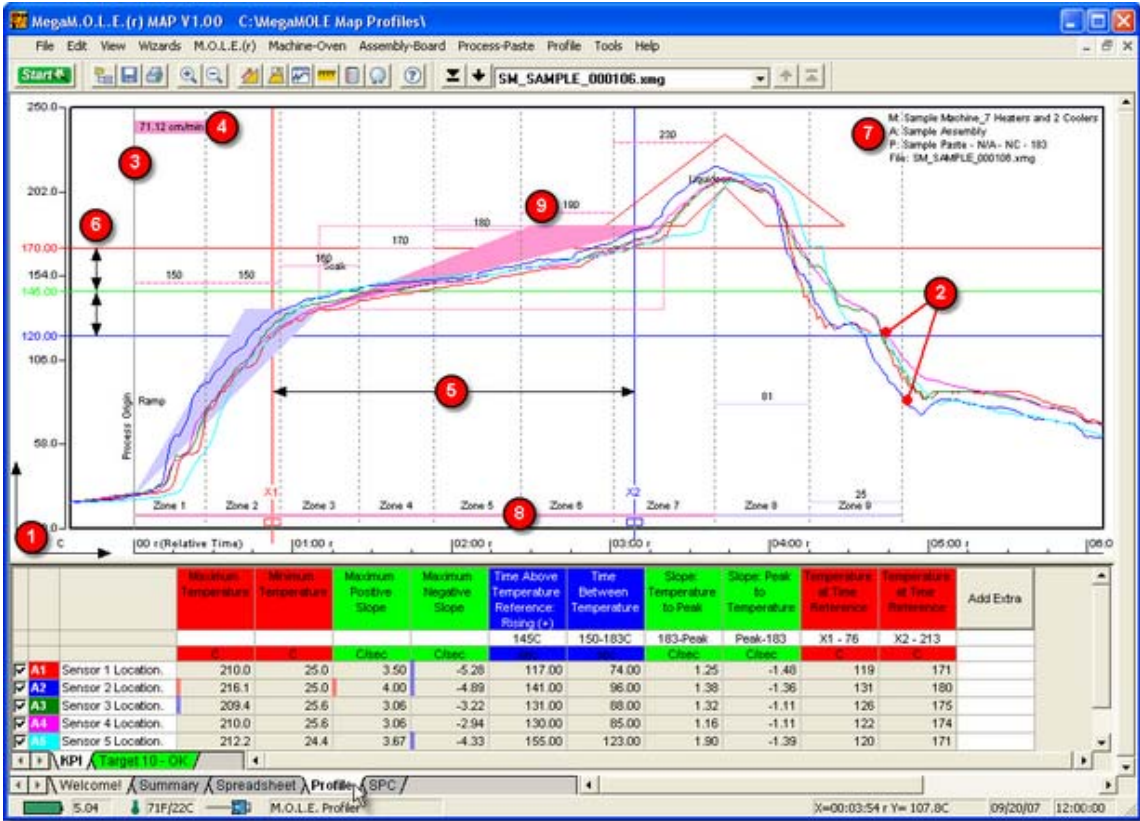 MegaM.O.L.E.(r) MAP V1.00 C:\MegaMOLE Map Profiles\
File Edit View Wizards M.O.L.E.(r) Machine-Oven Assembly-Board Process-Paste Profile Tools Help
Start SM_SAMPLE_000106.xmg
260.0
71.12 cm/min 4
3
230
7
M: Sample Machine_7 Heaters and 2 Coolers
A: Sample Assembly
P: Sample Paste - N/A - NC - 183
File: SM_SAMPLE_000106.xmg
202.0
6
9 190
180
170
160
Soak
150 150
170.00
154.0
120.00
106.0
2
5
81
Process Origin
Ramp
58.0
25
X1 X2
Zone 1 Zone 2 Zone 3 Zone 4 Zone 5 Zone 6 Zone 7 Zone 8 Zone 9
8
1
C 00 r(Relative Time) 01:00 r 02:00 r 03:00 r 04:00 r 05:00 r 06:0
Maximum Temperature Minimum Temperature Maximum Positive Slope Maximum Negative Slope Time Above Temperature Reference: Rising (+) Time Between Temperature Slope: Temperature to Peak Slope: Peak to Temperature Temperature at Time Reference Temperature at Time Reference Add Extra
145C 150-183C 183-Peak Peak-183 X1 - 76 X2 - 213
C C C/sec C/sec C/sec C/sec C C
A1 Sensor 1 Location. 210.0 25.0 3.50 -5.28 117.00 74.00 1.25 -1.48 119 171
A2 Sensor 2 Location. 216.1 25.0 4.00 -4.89 141.00 96.00 1.38 -1.36 131 180
A3 Sensor 3 Location. 209.4 25.6 3.06 -3.22 131.00 88.00 1.32 -1.11 126 175
A4 Sensor 4 Location. 210.0 25.6 3.06 -2.94 130.00 85.00 1.16 -1.11 122 174
Sensor 5 Location. 212.2 24.4 3.67 -4.33 155.00 123.00 1.90 -1.39 120 171
KPI Target 10 - OK
Welcome! Summary Spreadsheet Profile SPC
5.04 71F/22C M.O.L.E. Profiler X=00:03:54 r Y= 107.8C 09/20/07 12:00:00